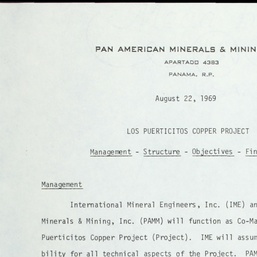 PAN AMERICAN MINERALS & MININ
APARTADO 4383
PANAMA, R.P.
August 22, 1969
LOS PUERTICITOS COPPER PROJECT
Management - Structure - Objectives - Fin
Management
International Mineral Engineers, Inc. (IME) an
Minerals & Mining, Inc. (PAMM) will function as Co-Ma
Puerticitos Copper Project (Project). IME will assum
bility for all technical aspects of the Project. PAM